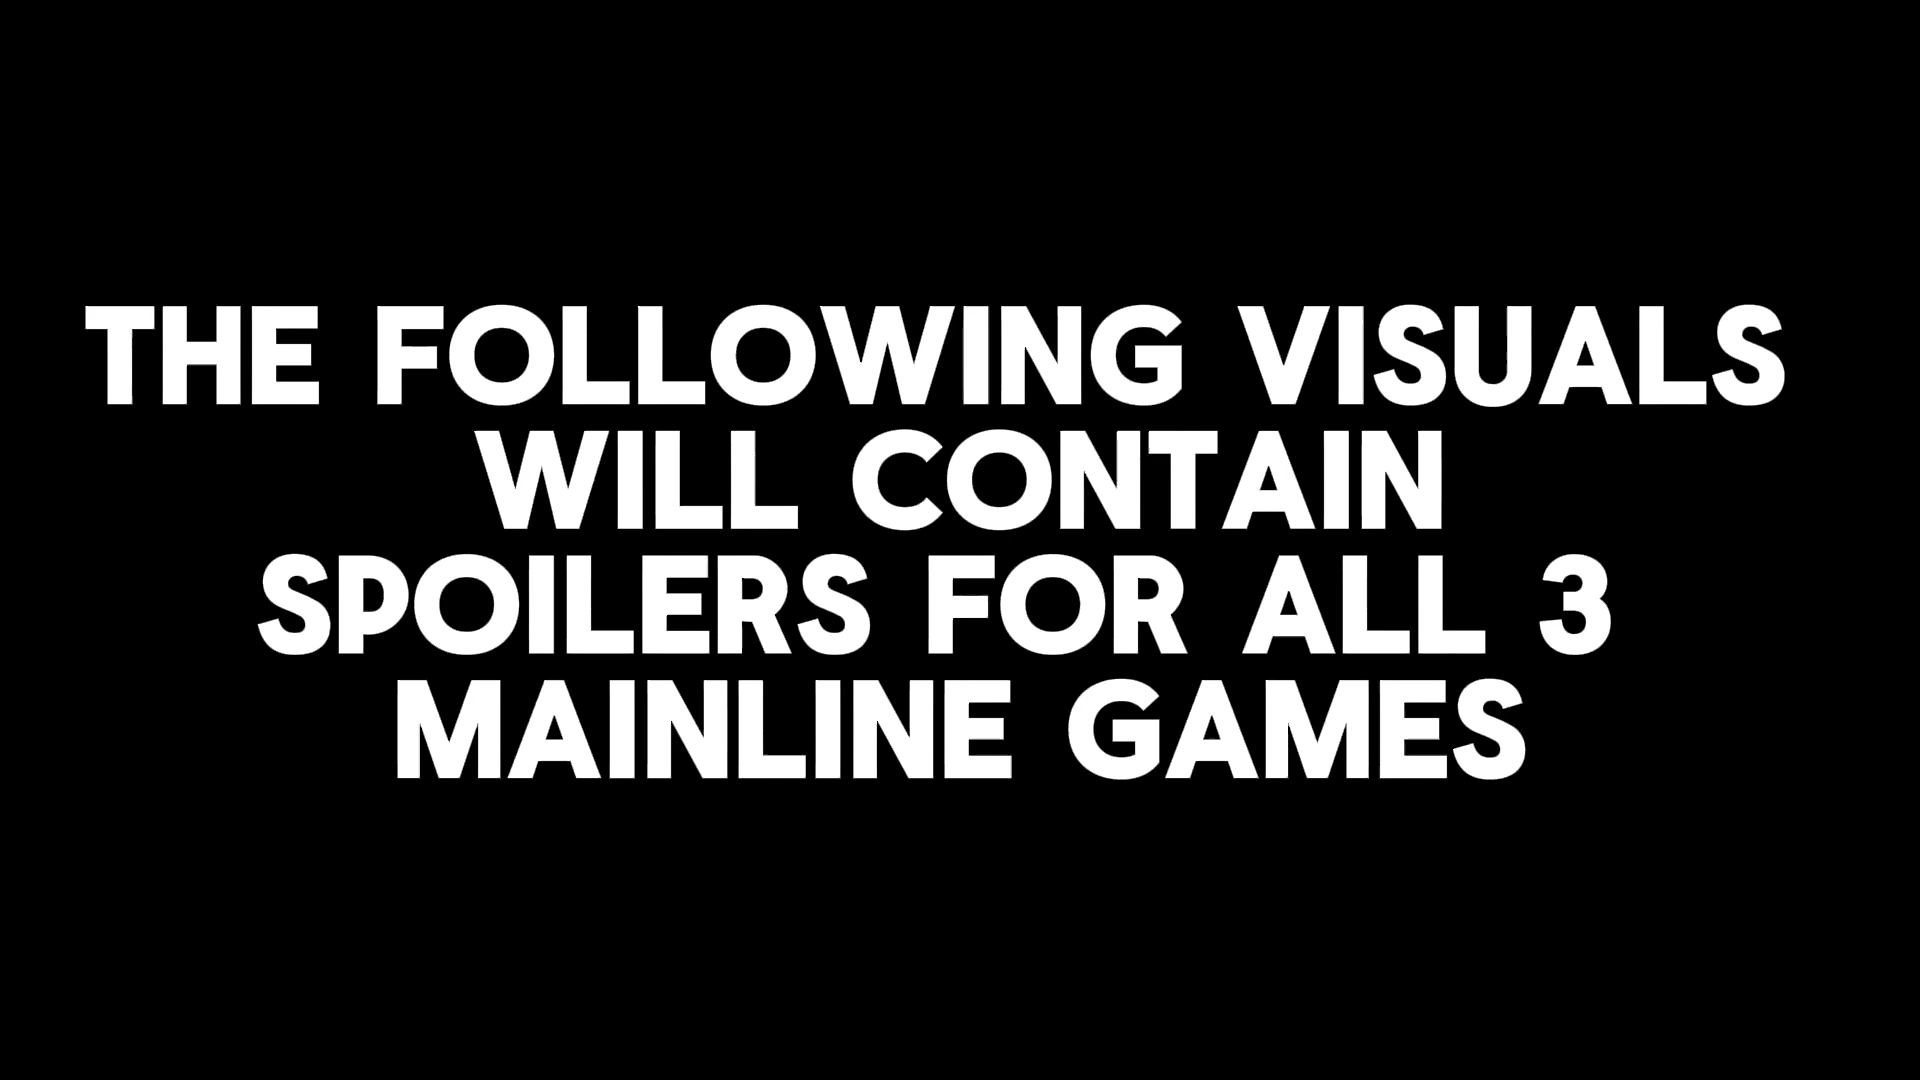 THE FOLLOWING VISUALS
WILL CONTAIN
SPOILERS FOR ALL 3
MAINLINE GAMES